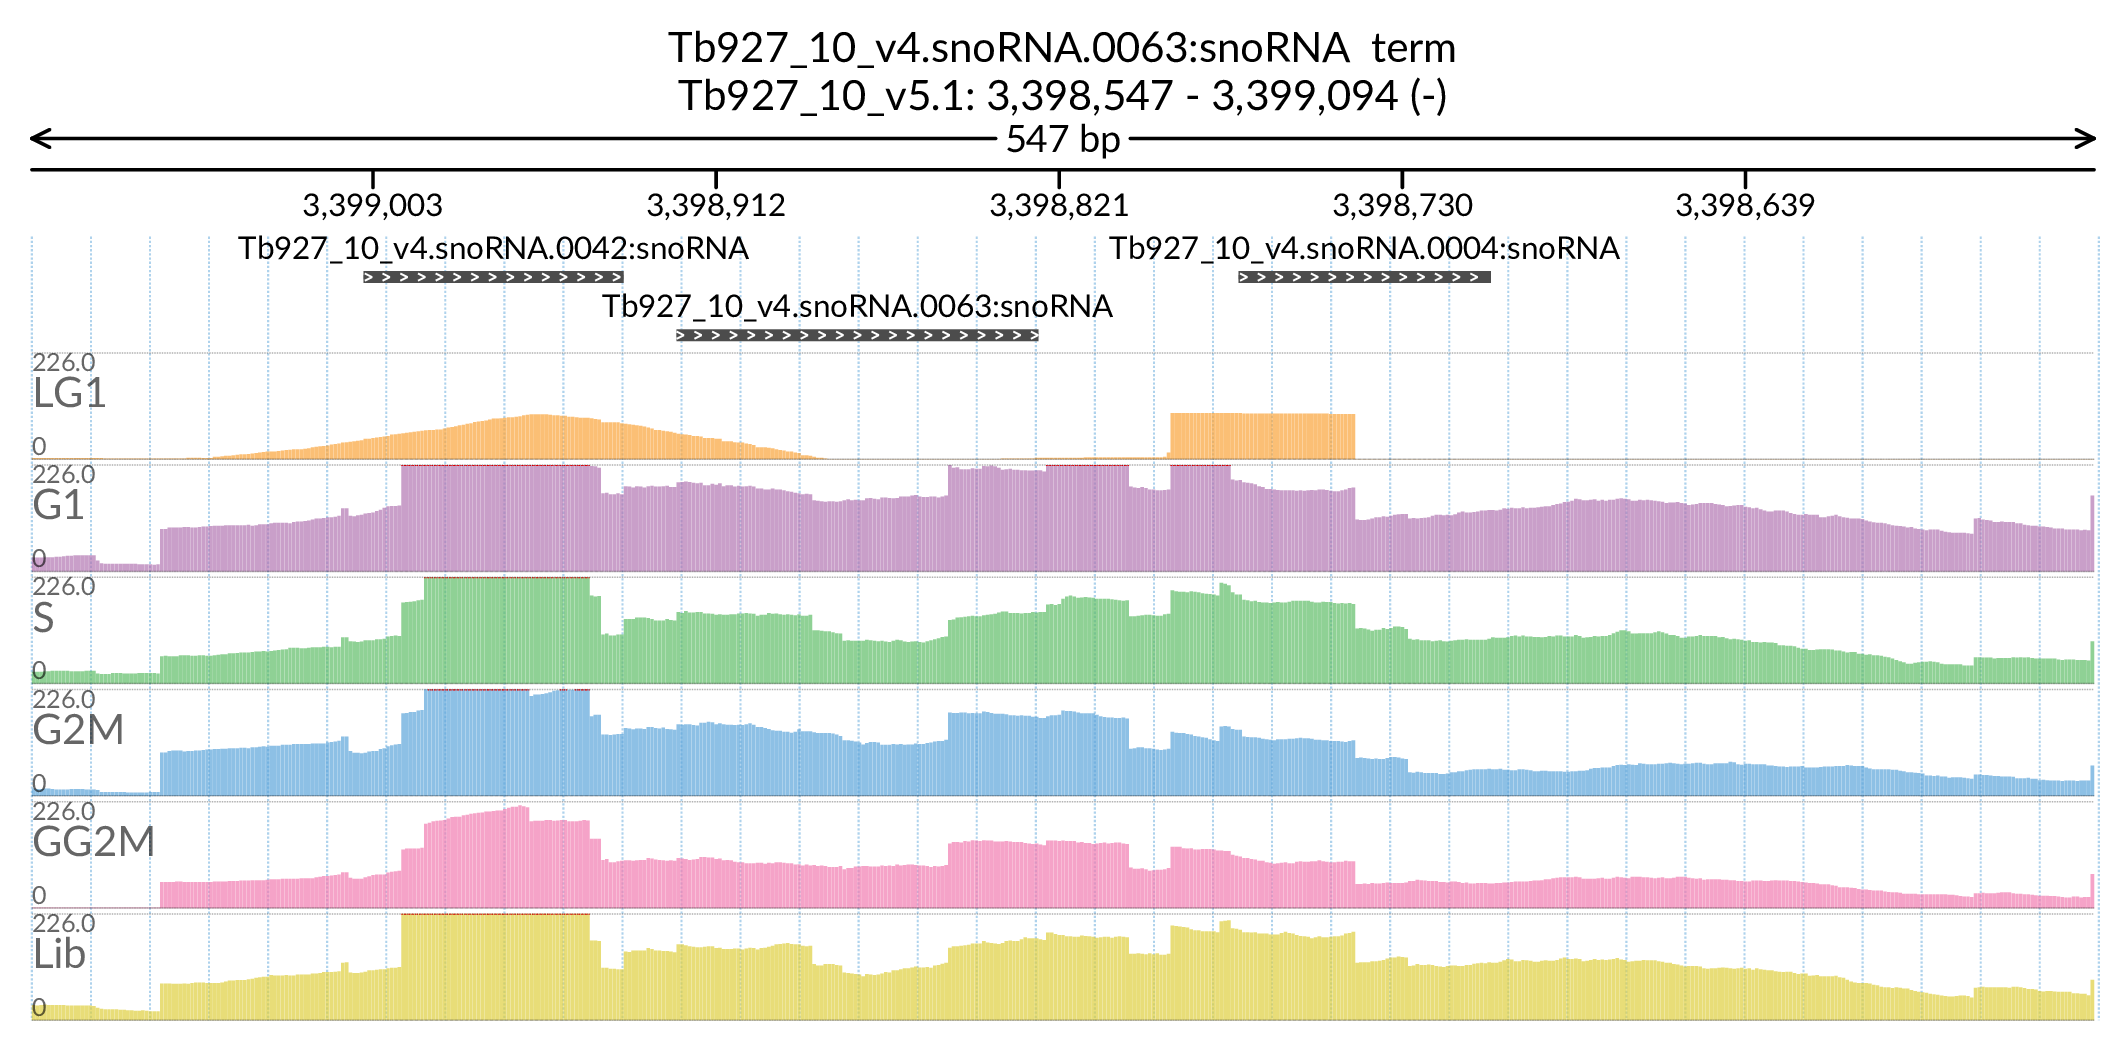 Tb927_10_v4.snoRNA.0063:snoRNA term
Tb927_10_v5.1: 3,398,547 - 3,399,094 (-)
547 bp
3,399,003 3,398,912 3,398,821 3,398,730 3,398,639
Tb927_10_v4.snoRNA.0042:snoRNA Tb927_10_v4.snoRNA.0004:snoRNA
Tb927_10_v4.snoRNA.0063:snoRNA
226.0
LG1
0
226.0
G1
0
226.0
S
0
226.0
G2M
0
226.0
GG2M
0
226.0
Lib
0